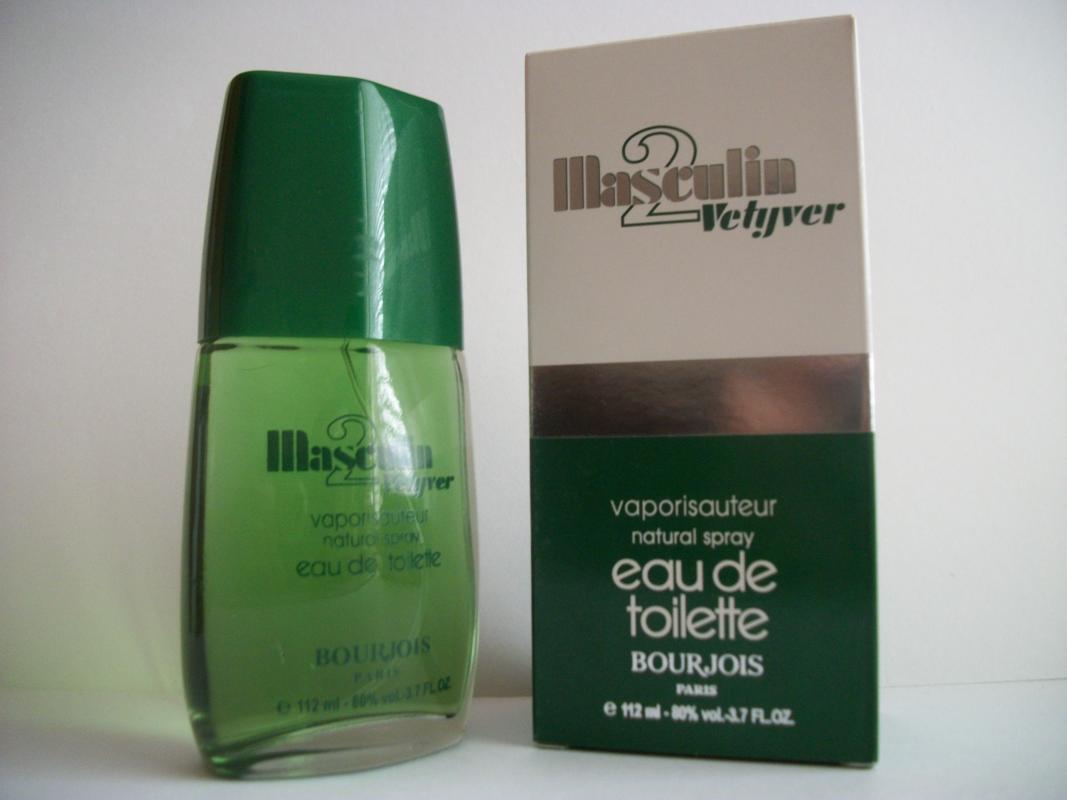 Masculin 2
Vetyver
vaporisauteur
natural spray
eau de toilette
BOURJOIS
PARIS
e 112 ml - 80% vol.-3.7 FL.OZ.
Masculin 2
Vetyver
vaporisauteur
natural spray
eau de
toilette
BOURJOIS
PARIS
e 112 ml - 80% vol.-3.7 FL.OZ.